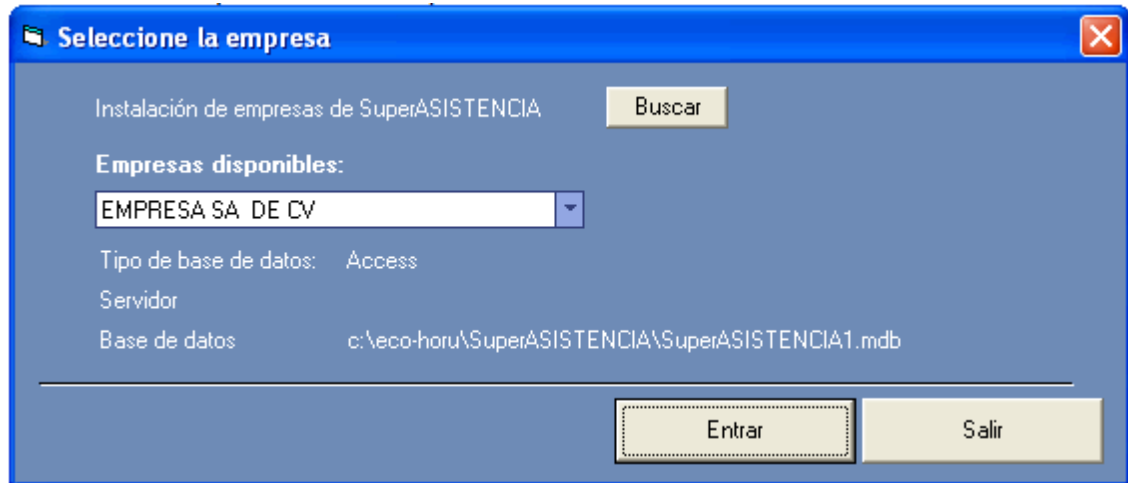 Seleccione la empresa
Instalación de empresas de SuperASISTENCIA
Buscar
Empresas disponibles:
EMPRESA SA  DE CV
Tipo de base de datos: Access
Servidor
Base de datos c:\eco-horu\SuperASISTENCIA\SuperASISTENCIA1.mdb
Entrar
Salir